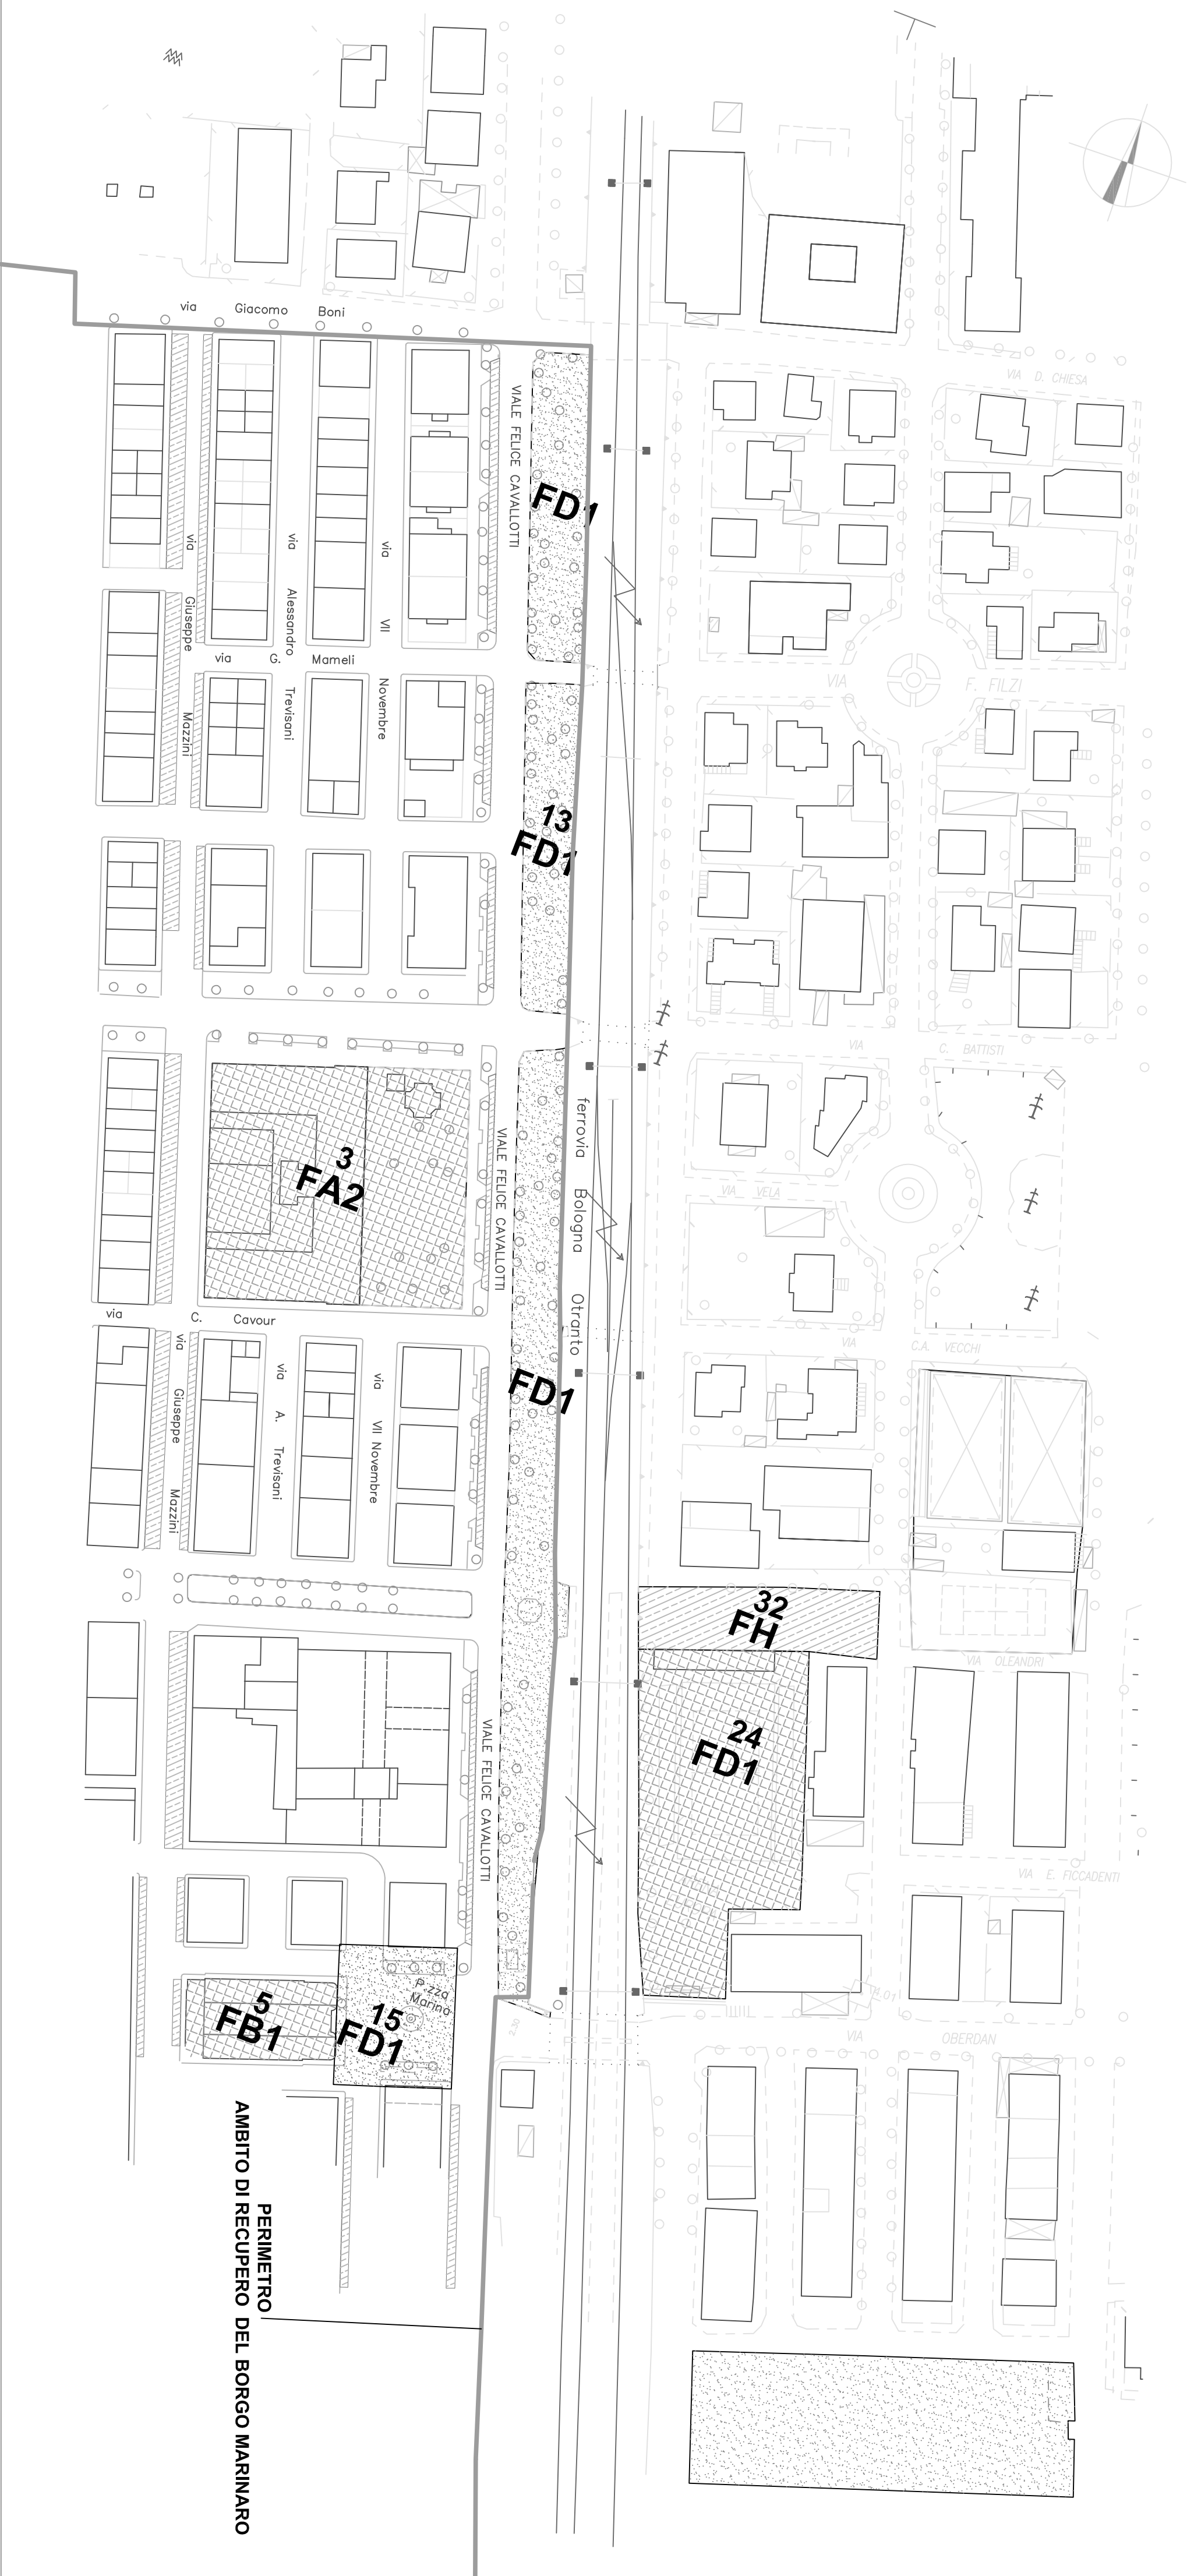 via Giacomo Boni
VIA D. CHIESA
VIALE FELICE CAVALLOTTI
FD1
via Giuseppe Mazzini
via Alessandro Trevisani
via VII Novembre
via G. Mameli
VIA F. FILZI
13
FD1
VIA C. BATTISTI
3
FA2
VIALE FELICE CAVALLOTTI
ferrovia Bologna Otranto
VIA VELA
via C. Cavour
VIA C.A. VECCHI
FD1
via Giuseppe Mazzini
via A. Trevisani
via VII Novembre
32
FH
VIA OLEANDRI
24
FD1
VIALE FELICE CAVALLOTTI
VIA E. FICCADENTI
P.zza
Marina
5
FB1
15
FD1
2.50
VIA OBERDAN
PERIMETRO
AMBITO DI RECUPERO DEL BORGO MARINARO